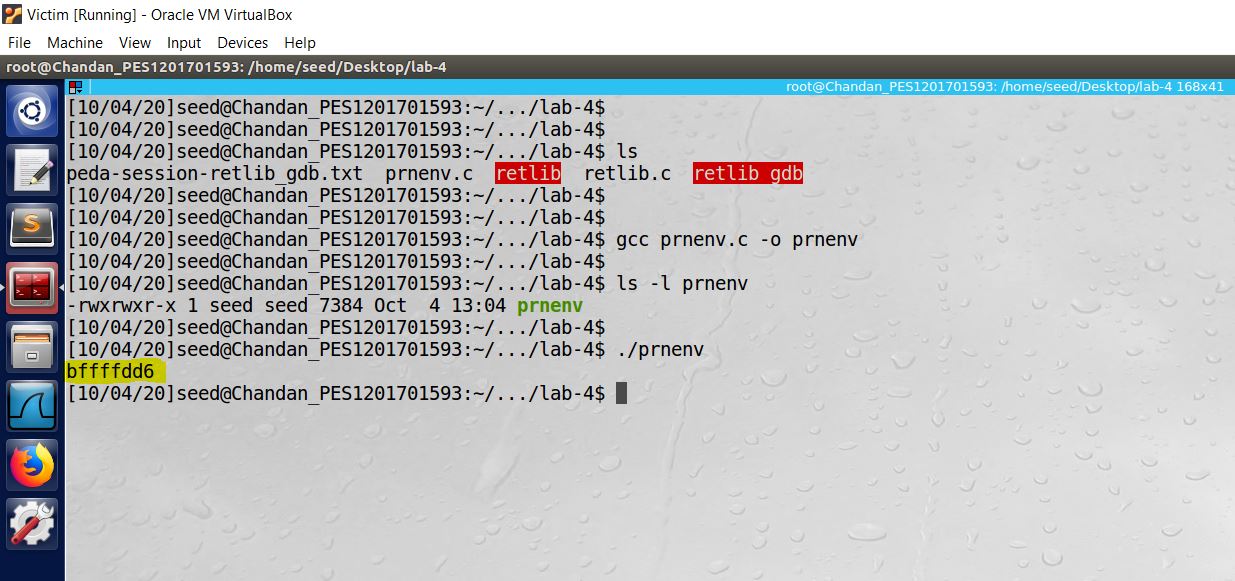 Victim [Running] - Oracle VM VirtualBox
File Machine View Input Devices Help
root@Chandan_PES1201701593: /home/seed/Desktop/lab-4
root@Chandan_PES1201701593: /home/seed/Desktop/lab-4 168x41
[10/04/20]seed@Chandan_PES1201701593:~/.../lab-4$
[10/04/20]seed@Chandan_PES1201701593:~/.../lab-4$
[10/04/20]seed@Chandan_PES1201701593:~/.../lab-4$ ls
peda-session-retlib_gdb.txt  prnenv.c  retlib  retlib.c  retlib_gdb
[10/04/20]seed@Chandan_PES1201701593:~/.../lab-4$
[10/04/20]seed@Chandan_PES1201701593:~/.../lab-4$
[10/04/20]seed@Chandan_PES1201701593:~/.../lab-4$ gcc prnenv.c -o prnenv
[10/04/20]seed@Chandan_PES1201701593:~/.../lab-4$
[10/04/20]seed@Chandan_PES1201701593:~/.../lab-4$ ls -l prnenv
-rwxrwxr-x 1 seed seed 7384 Oct  4 13:04 prnenv
[10/04/20]seed@Chandan_PES1201701593:~/.../lab-4$
[10/04/20]seed@Chandan_PES1201701593:~/.../lab-4$ ./prnenv
bffffdd6
[10/04/20]seed@Chandan_PES1201701593:~/.../lab-4$